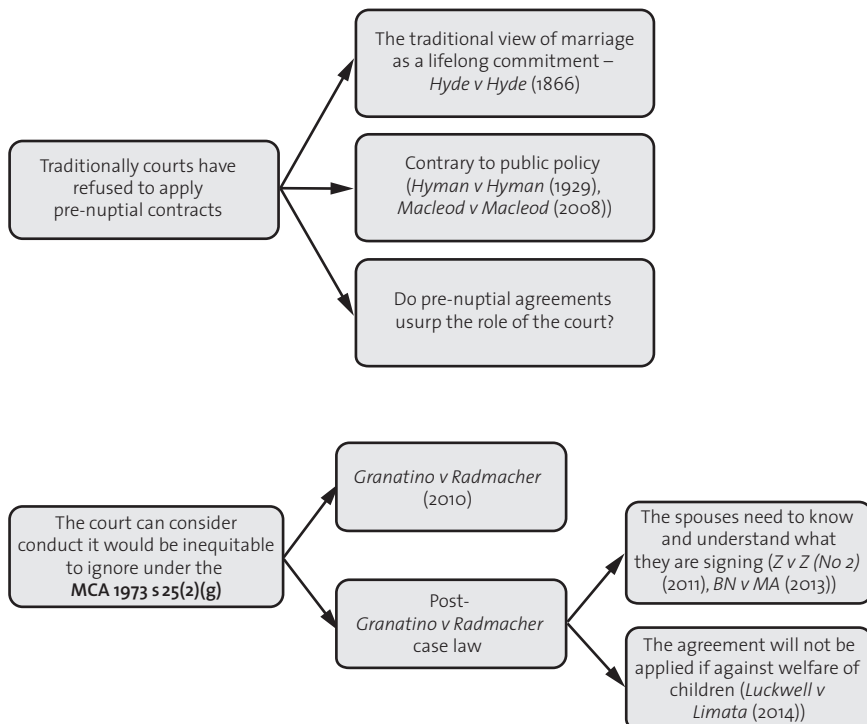 The traditional view of marriage
as a lifelong commitment –
Hyde v Hyde (1866)
Traditionally courts have
refused to apply
pre-nuptial contracts
Contrary to public policy
(Hyman v Hyman (1929),
Macleod v Macleod (2008))
Do pre-nuptial agreements
usurp the role of the court?
The court can consider
conduct it would be inequitable
to ignore under the
MCA 1973 s 25(2)(g)
Granatino v Radmacher
(2010)
Post-
Granatino v Radmacher
case law
The spouses need to know
and understand what
they are signing (Z v Z (No 2)
(2011), BN v MA (2013))
The agreement will not be
applied if against welfare of
children (Luckwell v
Limata (2014))